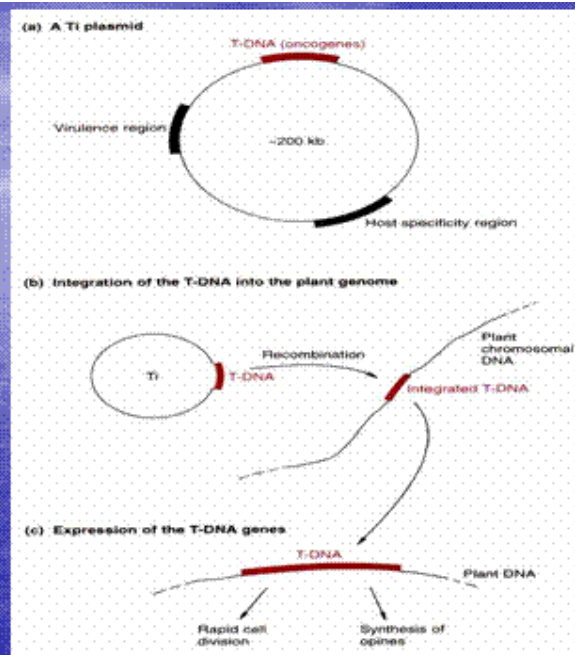 (a) A Ti plasmid
T-DNA (oncogenes)
Virulence region
~200 kb
Host-specificity region
(b) Integration of the T-DNA into the plant genome
Plant
chromosomal
DNA
Recombination
Ti
T-DNA
Integrated T-DNA
(c) Expression of the T-DNA genes
T-DNA
Plant DNA
Rapid cell
division
Synthesis of
opines